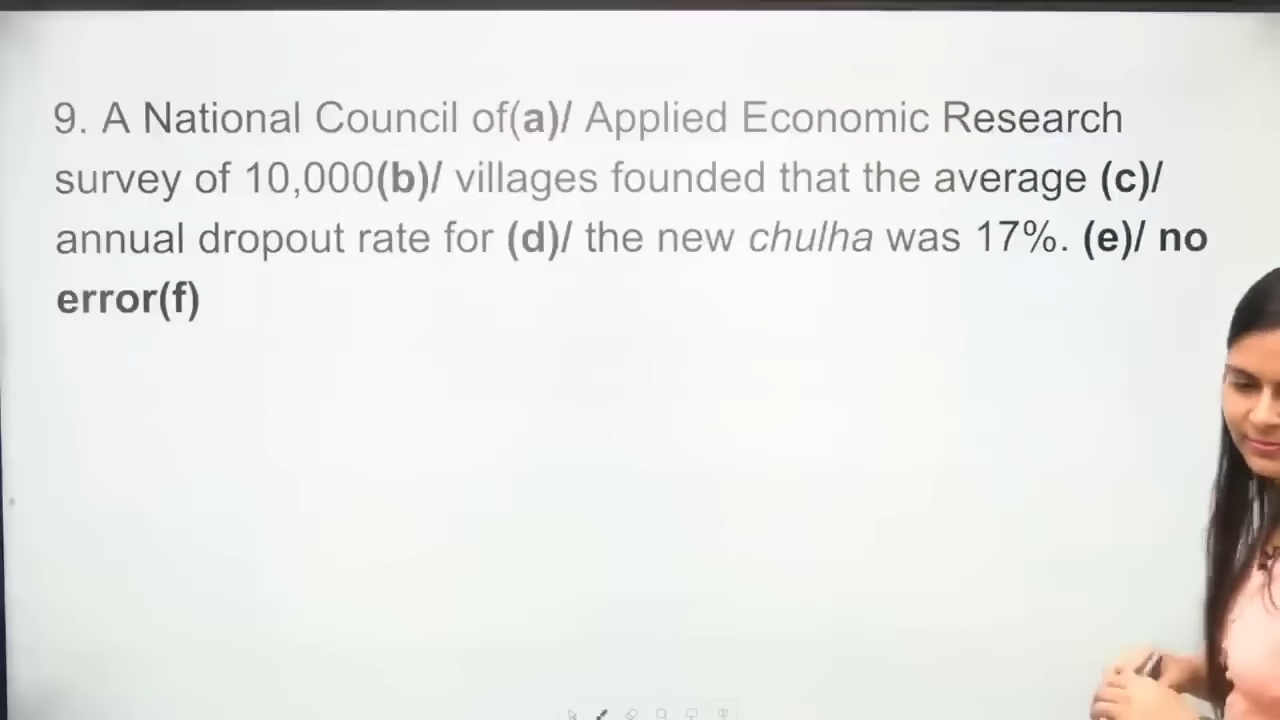 9. A National Council of(a)/ Applied Economic Research
survey of 10,000(b)/ villages founded that the average (c)/
annual dropout rate for (d)/ the new chulha was 17%. (e)/ no
error(f)